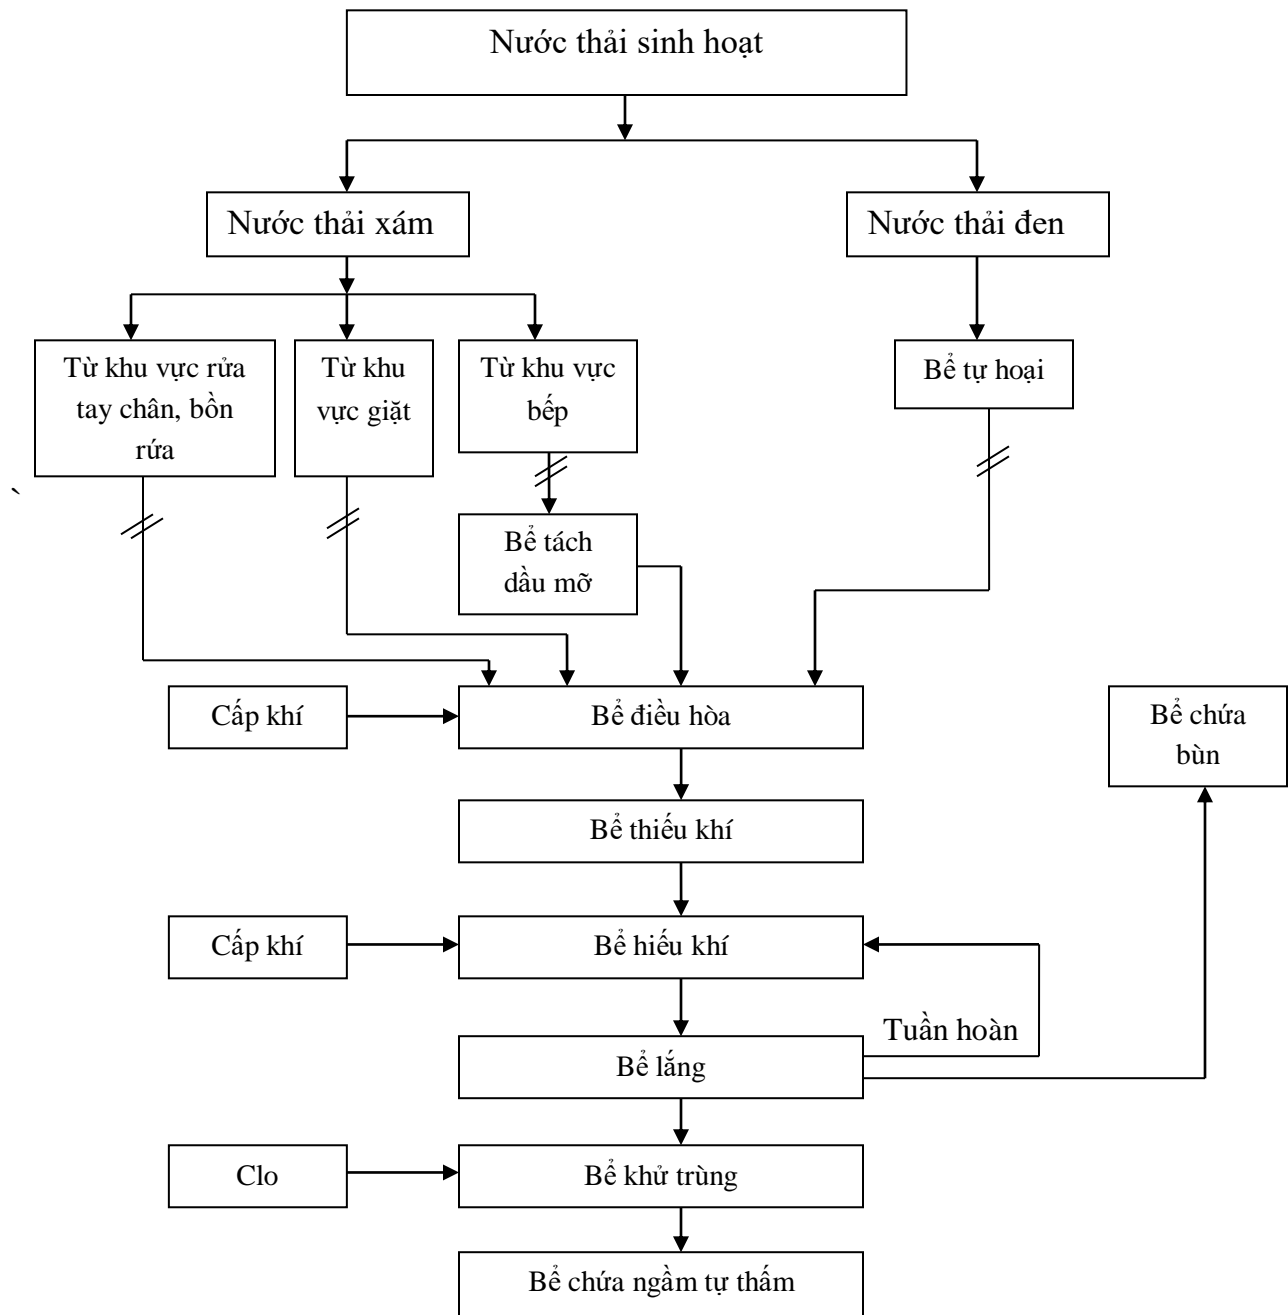 Nước thải sinh hoạt
Nước thải xám
Nước thải đen
Từ khu vực rửa
tay chân, bồn
rứa
Từ khu
vực giặt
Từ khu vực
bếp
Bể tự hoại
Bể tách
dầu mỡ
Cấp khí
Bể điều hòa
Bể chứa
bùn
Bể thiếu khí
Cấp khí
Bể hiếu khí
Tuần hoàn
Bể lắng
Clo
Bể khử trùng
Bể chứa ngầm tự thấm